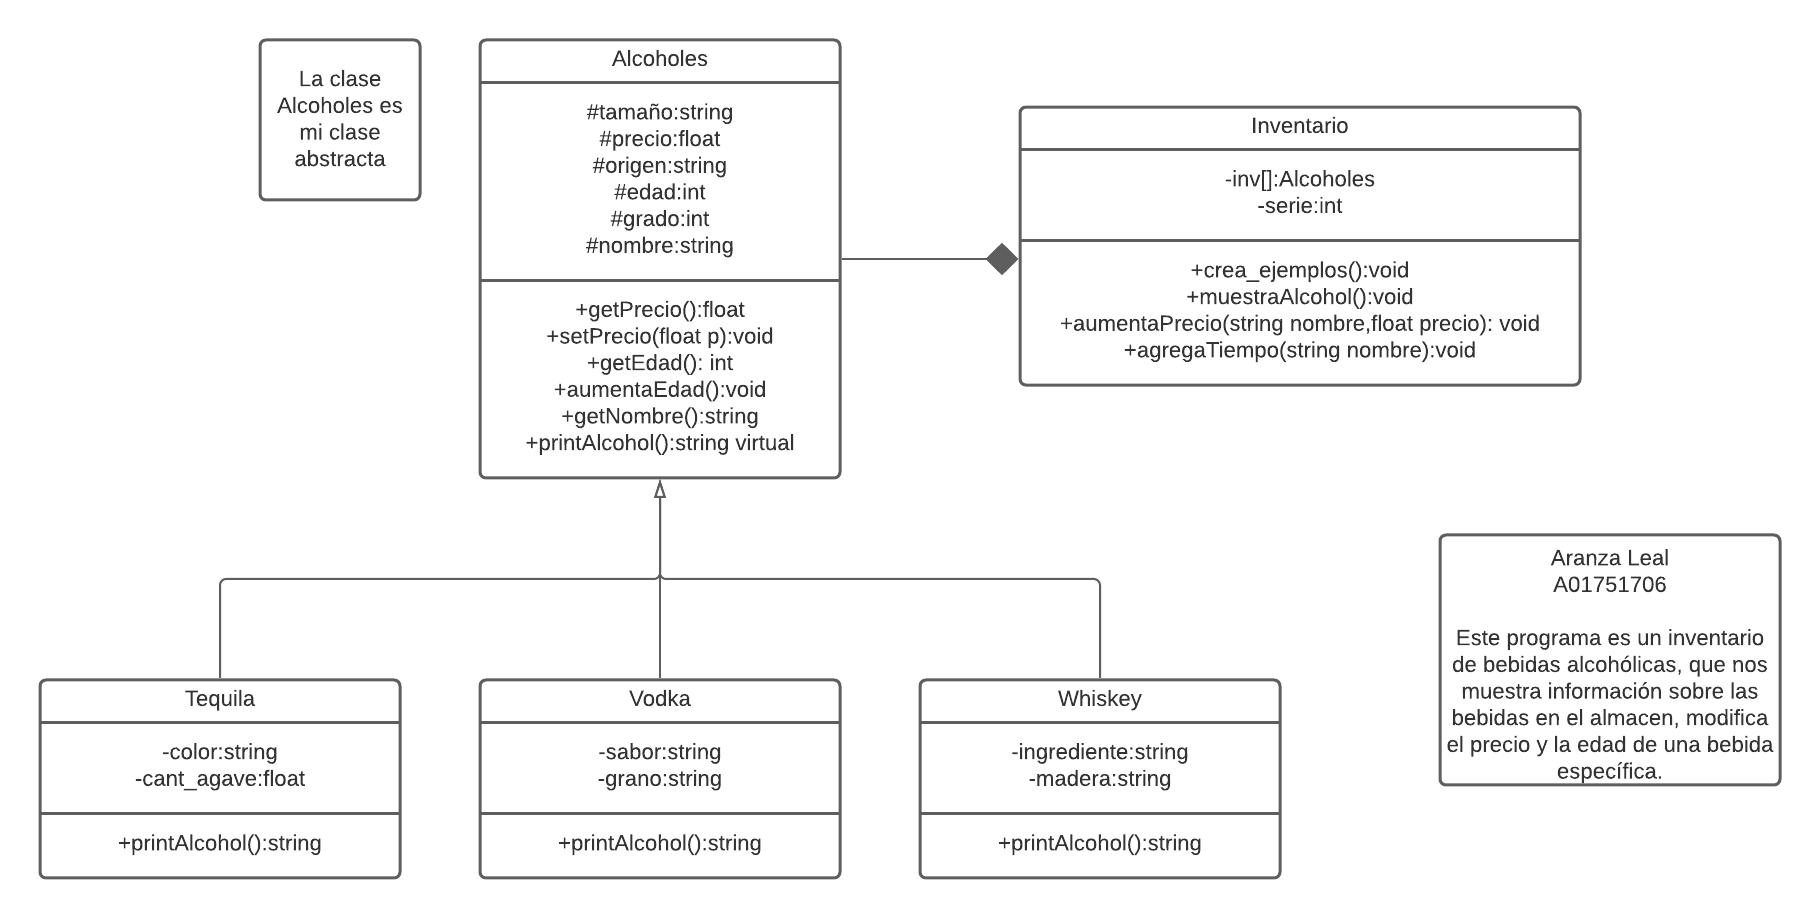 La clase
Alcoholes es
mi clase
abstracta
Alcoholes
#tamaño:string
#precio:float
#origen:string
#edad:int
#grado:int
#nombre:string
+getPrecio():float
+setPrecio(float p):void
+getEdad(): int
+aumentaEdad():void
+getNombre():string
+printAlcohol():string virtual
Inventario
-inv[]:Alcoholes
-serie:int
+crea_ejemplos():void
+muestraAlcohol():void
+aumentaPrecio(string nombre,float precio): void
+agregaTiempo(string nombre):void
Aranza Leal
A01751706
Este programa es un inventario
de bebidas alcohólicas, que nos
muestra información sobre las
bebidas en el almacen, modifica
el precio y la edad de una bebida
específica.
Tequila
-color:string
-cant_agave:float
+printAlcohol():string
Vodka
-sabor:string
-grano:string
+printAlcohol():string
Whiskey
-ingrediente:string
-madera:string
+printAlcohol():string